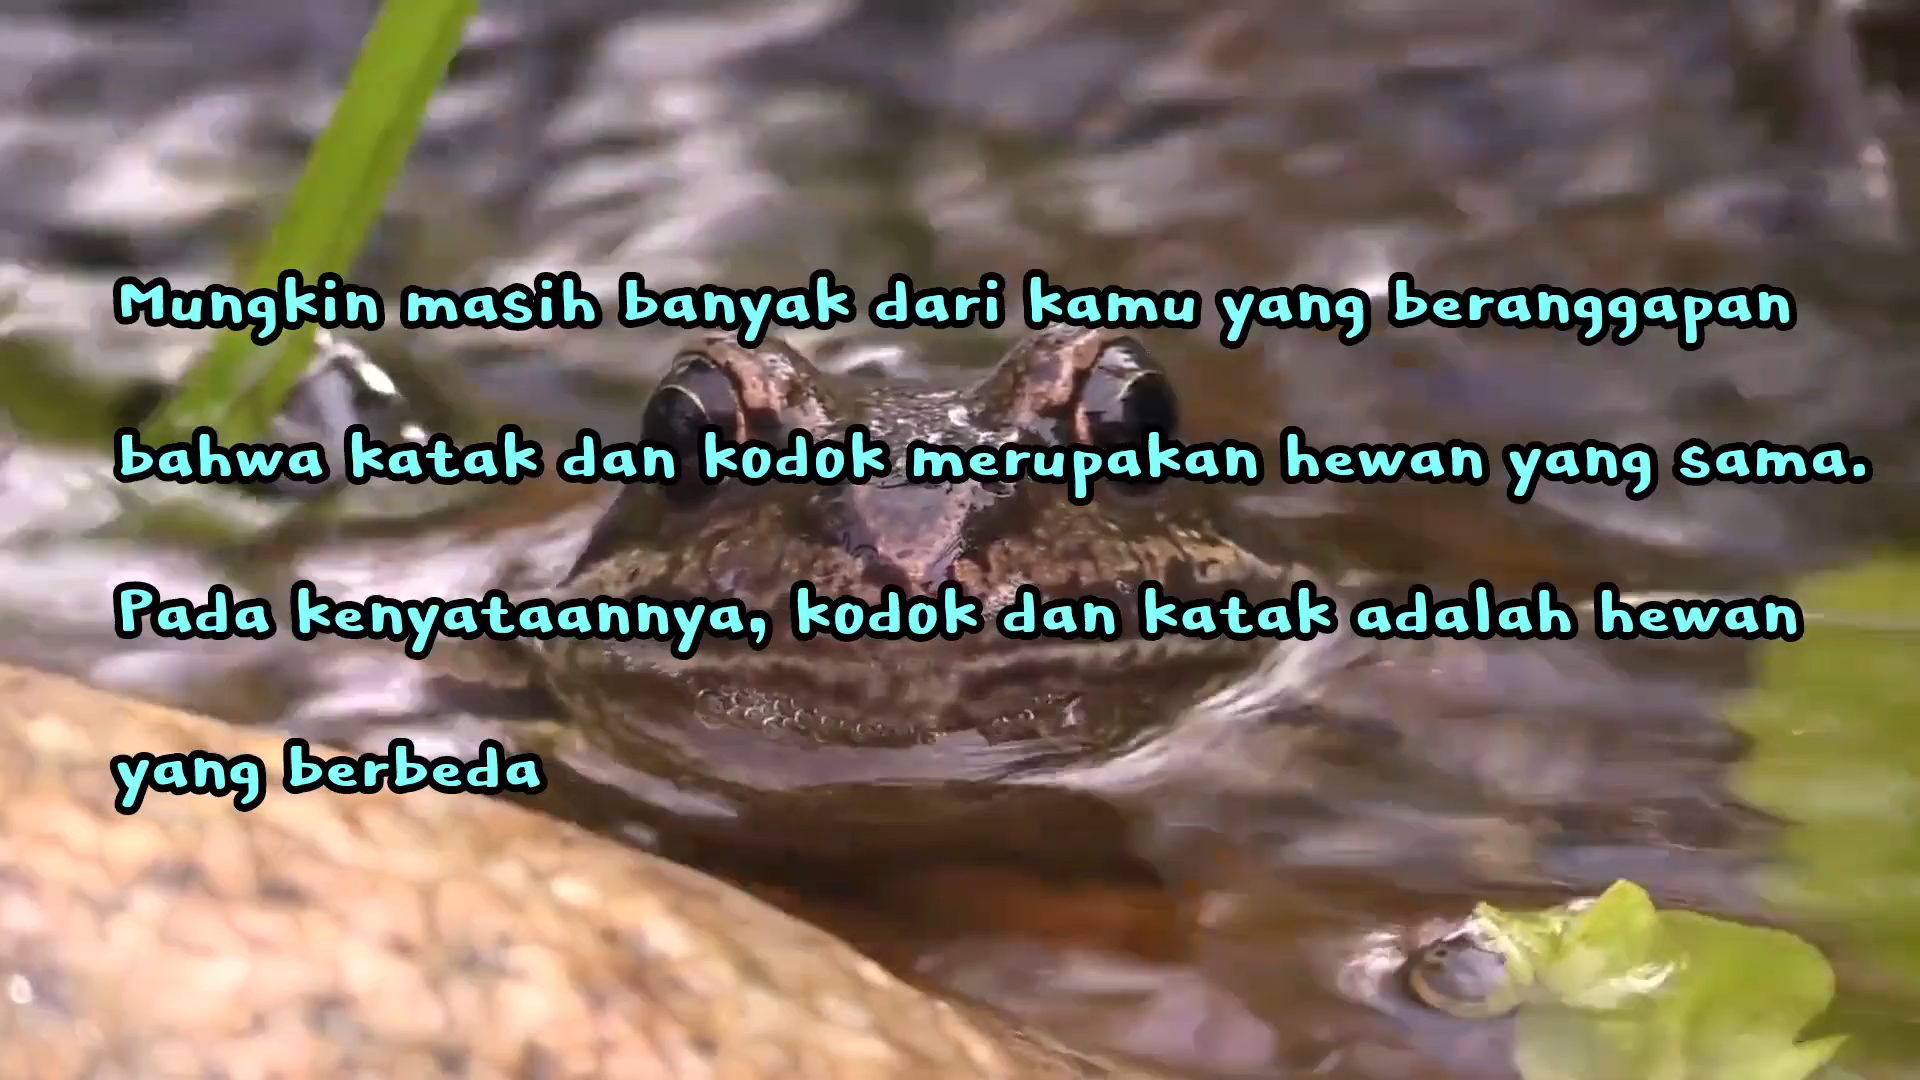 Mungkin masih banyak dari kamu yang beranggapan
bahwa katak dan kodok merupakan hewan yang sama.
Pada kenyataannya, kodok dan katak adalah hewan
yang berbeda